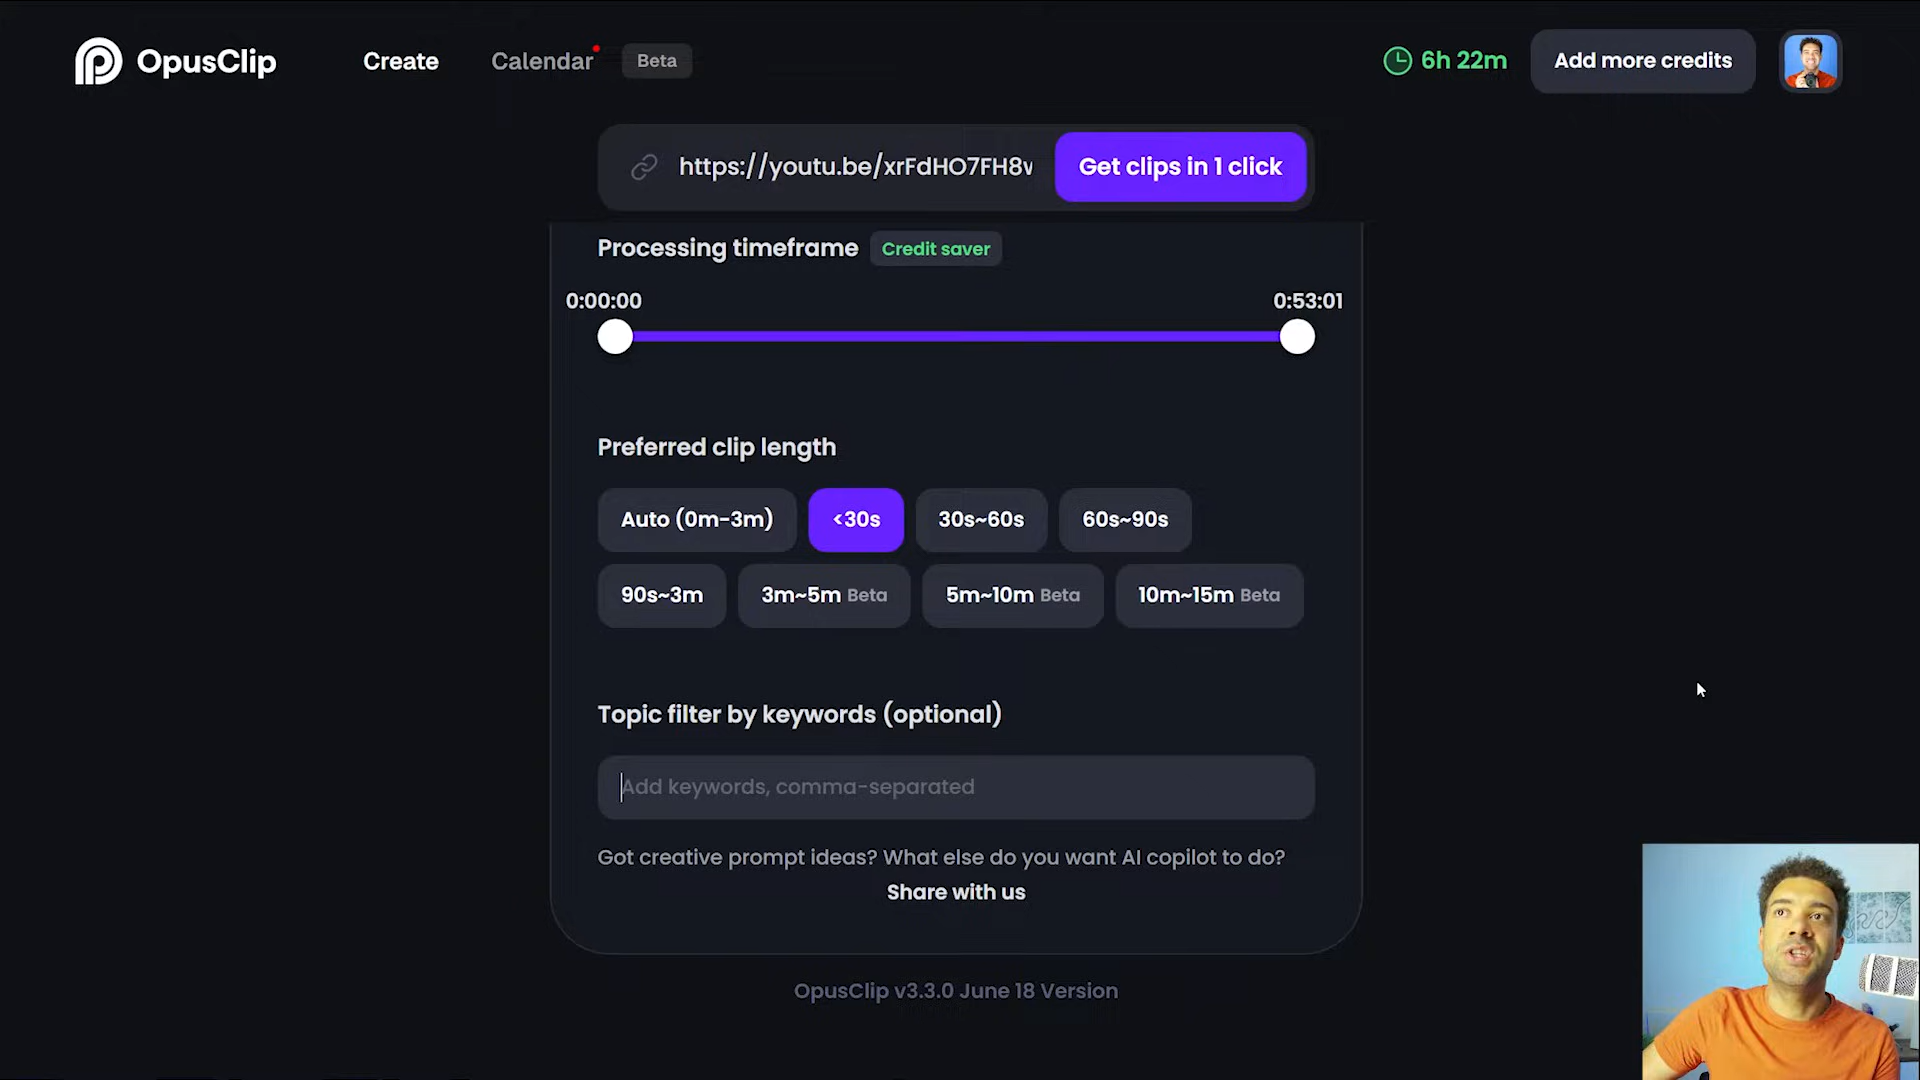 OpusClip
Create
Calendar
Beta
6h 22m
Add more credits
https://youtu.be/xrFdHO7FH8
Get clips in 1 click
Processing timeframe
Credit saver
0:00:00
0:53:01
Preferred clip length
Auto (0m-3m)
<30s
30s~60s
60s~90s
90s~3m
3m~5m Beta
5m~10m Beta
10m~15m Beta
Topic filter by keywords (optional)
Add keywords, comma-separated
Got creative prompt ideas? What else do you want AI copilot to do?
Share with us
OpusClip v3.3.0 June 18 Version